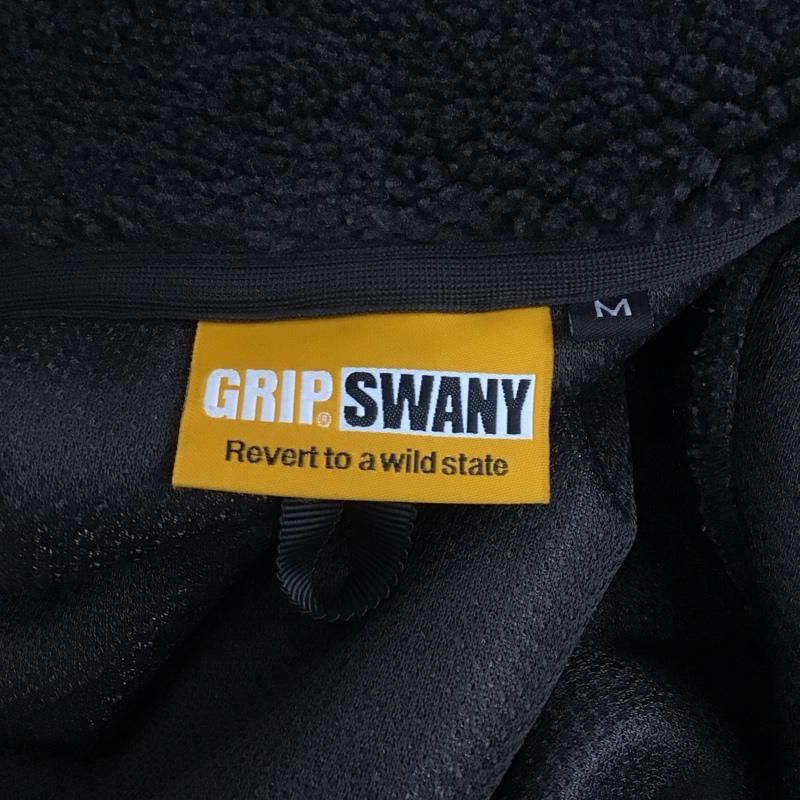 M
GRIP® SWANY
Revert to a wild state